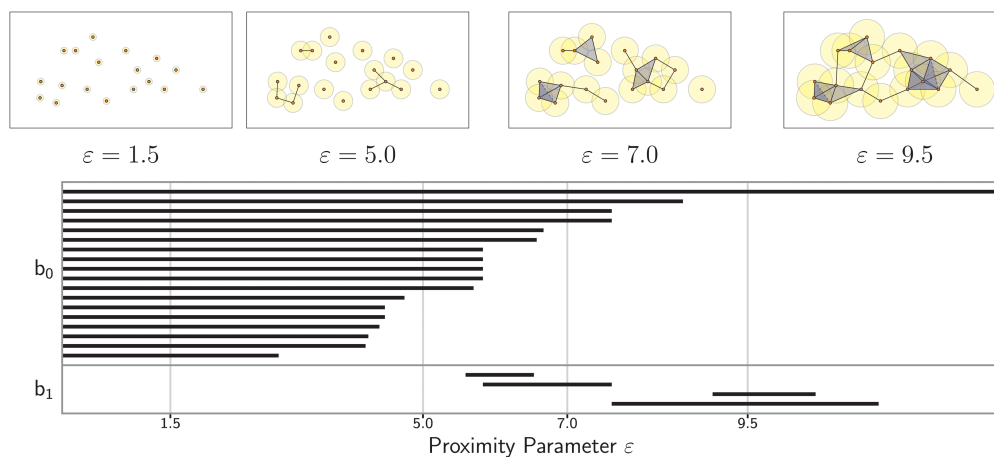 ε = 1.5 ε = 5.0 ε = 7.0 ε = 9.5
b₀
b₁
1.5 5.0 7.0 9.5
Proximity Parameter ε